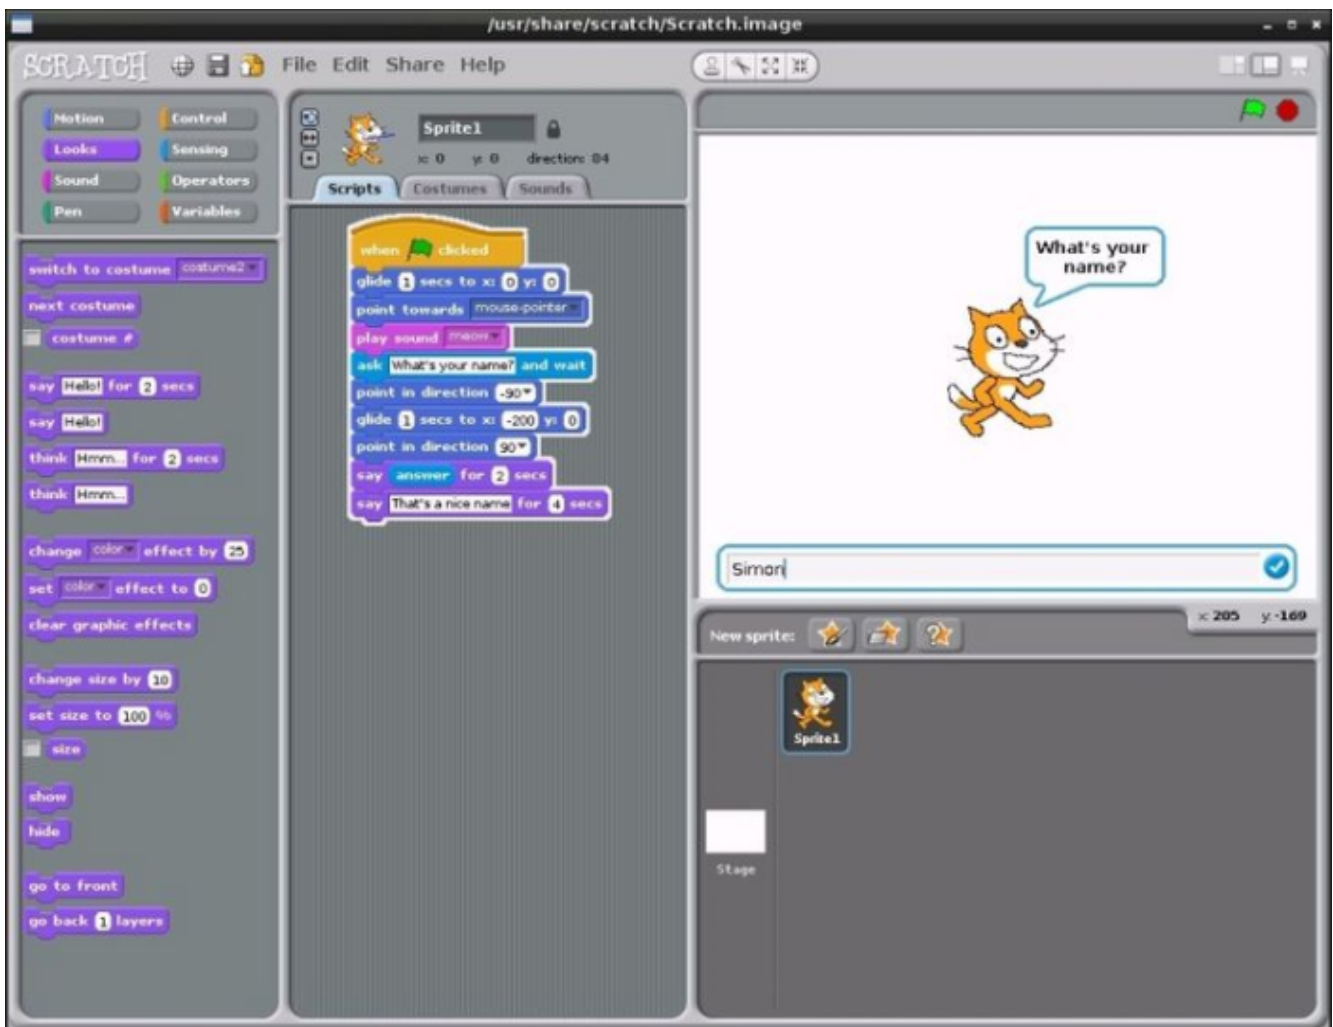 /usr/share/scratch/Scratch.image
SCRATCH File Edit Share Help
Motion Control
Looks Sensing
Sound Operators
Pen Variables
switch to costume costume2
next costume
costume #
say Hello! for 2 secs
say Hello!
think Hmm... for 2 secs
think Hmm...
change color effect by 25
set color effect to 0
clear graphic effects
change size by 10
set size to 100 %
size
show
hide
go to front
go back 1 layers
Sprite1
x: 0 y: 0 direction: 84
Scripts Costumes Sounds
when clicked
glide 1 secs to x: 0 y: 0
point towards mouse-pointer
play sound meow
ask What's your name? and wait
point in direction -90
glide 1 secs to x: -200 y: 0
point in direction 90
say answer for 2 secs
say That's a nice name for 4 secs
What's your
name?
Simon
x: 205 y: -169
New sprite:
Sprite1
Stage